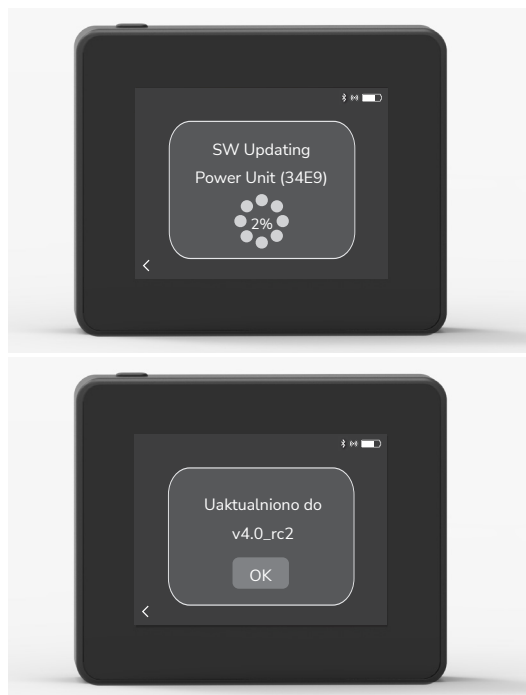 SW Updating
Power Unit (34E9)
2%
Uaktualniono do
v4.0_rc2
OK